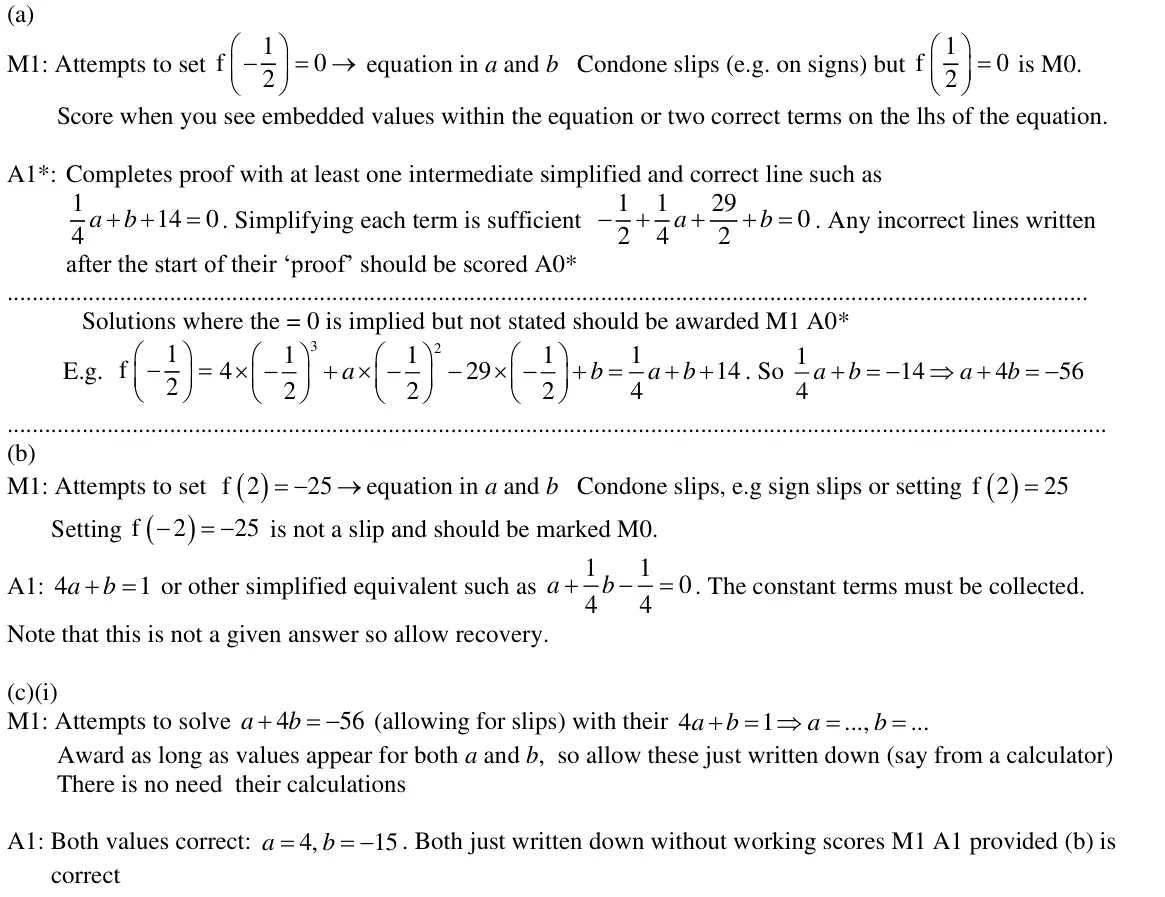 (a)
M1: Attempts to set f(−1/2) = 0 → equation in a and b Condone slips (e.g. on signs) but f(1/2) = 0 is M0.
Score when you see embedded values within the equation or two correct terms on the lhs of the equation.
A1*: Completes proof with at least one intermediate simplified and correct line such as
1/4 a + b + 14 = 0. Simplifying each term is sufficient −1/2 + 1/4 a + 29/2 + b = 0. Any incorrect lines written
after the start of their ‘proof’ should be scored A0*
Solutions where the = 0 is implied but not stated should be awarded M1 A0*
E.g. f(−1/2) = 4×(−1/2)³ + a×(−1/2)² − 29×(−1/2) + b = 1/4 a + b + 14. So 1/4 a + b = −14 ⇒ a + 4b = −56
(b)
M1: Attempts to set f(2) = −25 → equation in a and b Condone slips, e.g sign slips or setting f(2) = 25
Setting f(−2) = −25 is not a slip and should be marked M0.
A1: 4a + b = 1 or other simplified equivalent such as a + 1/4 b − 1/4 = 0. The constant terms must be collected.
Note that this is not a given answer so allow recovery.
(c)(i)
M1: Attempts to solve a + 4b = −56 (allowing for slips) with their 4a + b = 1 ⇒ a = ..., b = ...
Award as long as values appear for both a and b, so allow these just written down (say from a calculator)
There is no need their calculations
A1: Both values correct: a = 4, b = −15. Both just written down without working scores M1 A1 provided (b) is
correct